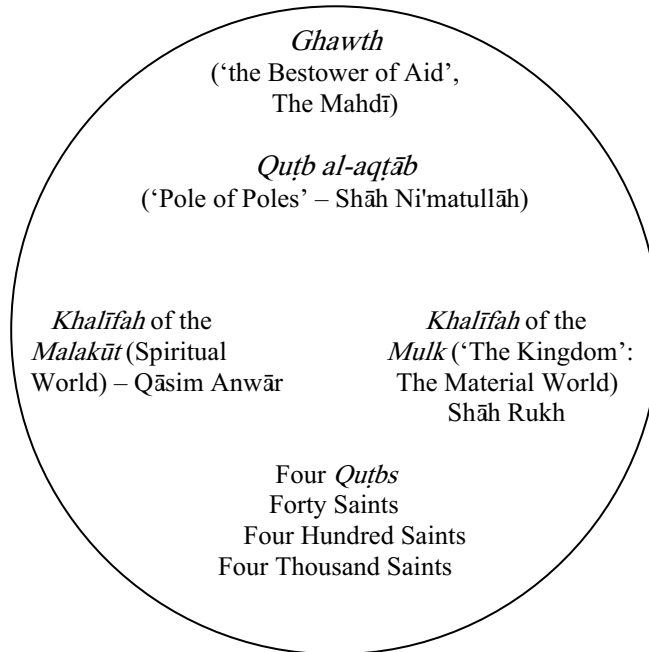 Ghawth
(‘the Bestower of Aid’,
The Mahdī)
Quṭb al-aqṭāb
(‘Pole of Poles’ – Shāh Ni'matullāh)
Khalīfah of the
Malakūt (Spiritual
World) – Qāsim Anwār
Khalīfah of the
Mulk (‘The Kingdom’:
The Material World)
Shāh Rukh
Four Quṭbs
Forty Saints
Four Hundred Saints
Four Thousand Saints